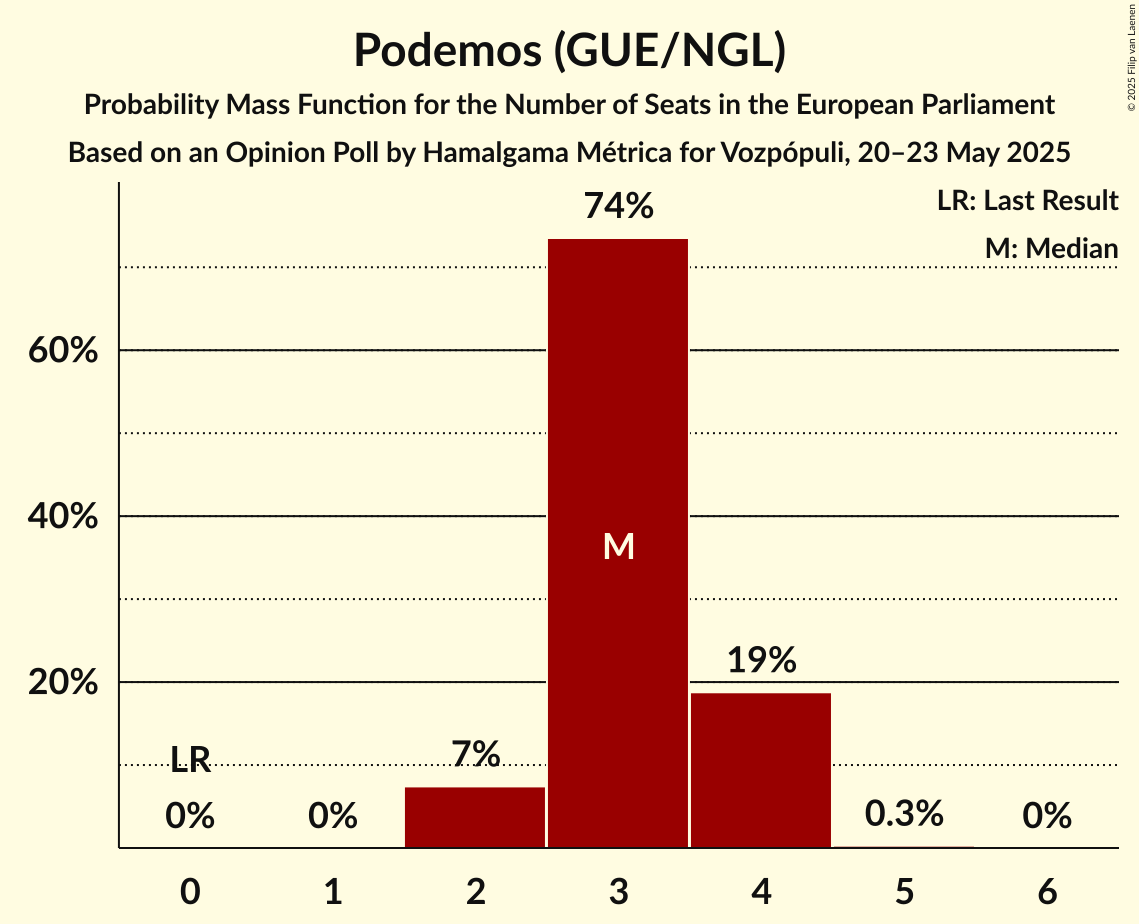 Podemos (GUE/NGL)
Probability Mass Function for the Number of Seats in the European Parliament
Based on an Opinion Poll by Hamalgama Métrica for Vozpópuli, 20–23 May 2025
© 2025 Filip van Laenen
LR: Last Result
M: Median
74%
60%
40%
M
19%
20%
LR
7%
0%
0%
0.3%
0%
0
1
2
3
4
5
6